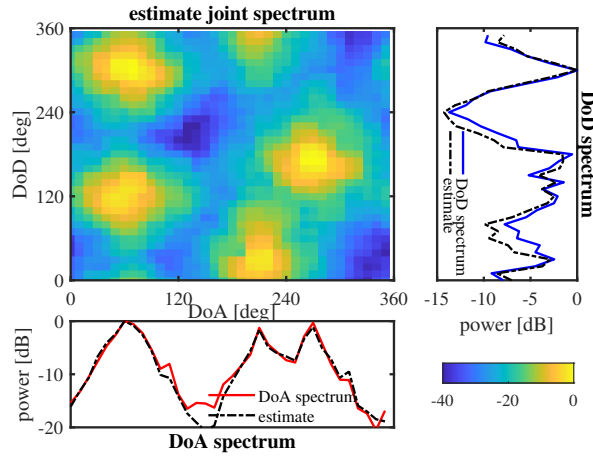 estimate joint spectrum
360
240
120
0
DoD [deg]
0
120
240
360
DoA [deg]
DoD spectrum
estimate
DoD spectrum
-15
-10
-5
0
power [dB]
0
-10
-20
power [dB]
DoA spectrum
estimate
DoA spectrum
-40
-20
0